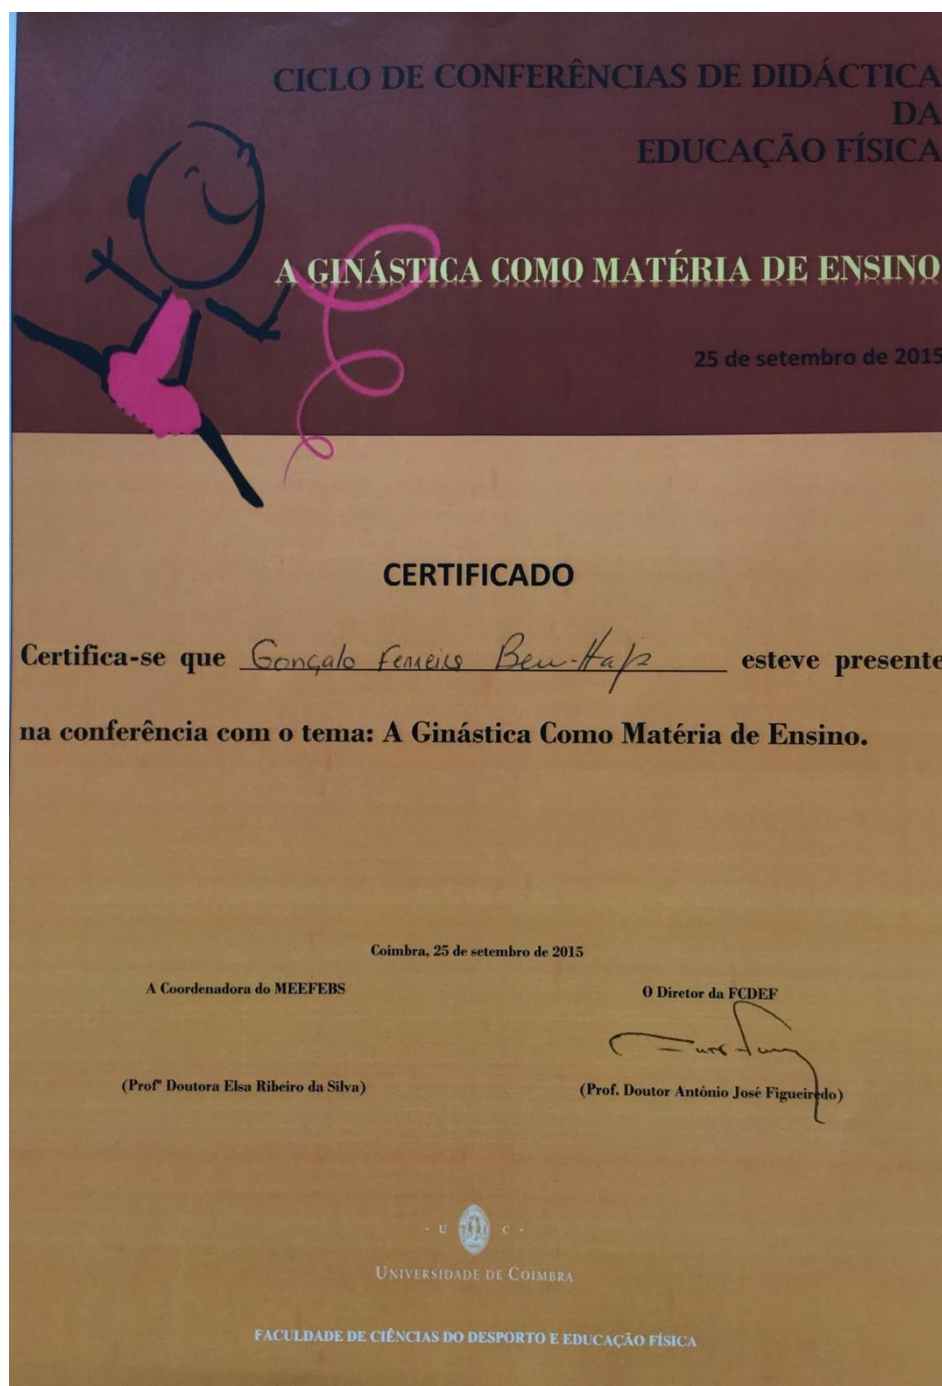 CICLO DE CONFERÊNCIAS DE DIDÁCTICA
DA
EDUCAÇÃO FÍSICA
A GINÁSTICA COMO MATÉRIA DE ENSINO
25 de setembro de 2015
CERTIFICADO
Certifica-se que Gonçalo Ferreira esteve presente
na conferência com o tema: A Ginástica Como Matéria de Ensino.
Coimbra, 25 de setembro de 2015
A Coordenadora do MEEFEBS
O Diretor da FCDEF
(Profª Doutora Elsa Ribeiro da Silva)
(Prof. Doutor António José Figueiredo)
· U C ·
UNIVERSIDADE DE COIMBRA
FACULDADE DE CIÊNCIAS DO DESPORTO E EDUCAÇÃO FÍSICA